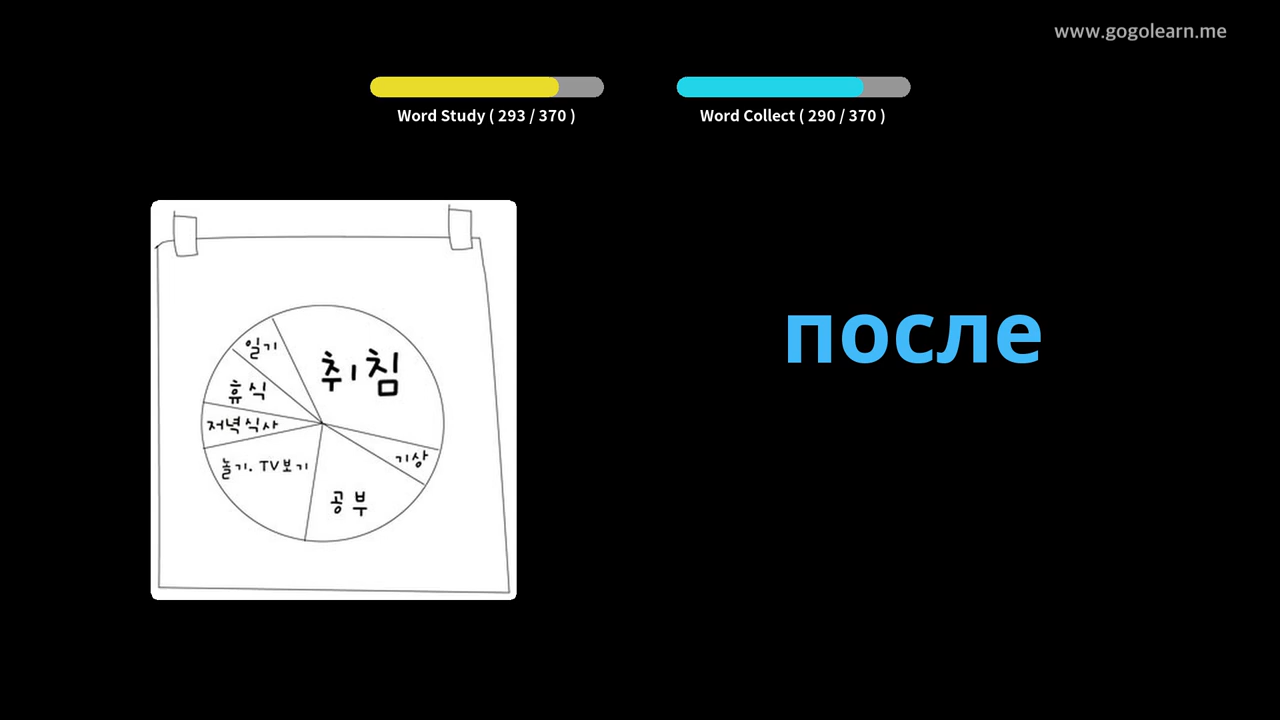 www.gogolearn.me
Word Study ( 293 / 370 )
Word Collect ( 290 / 370 )
일기
취침
휴식
저녁식사
놀기. TV보기
기상
공부
после